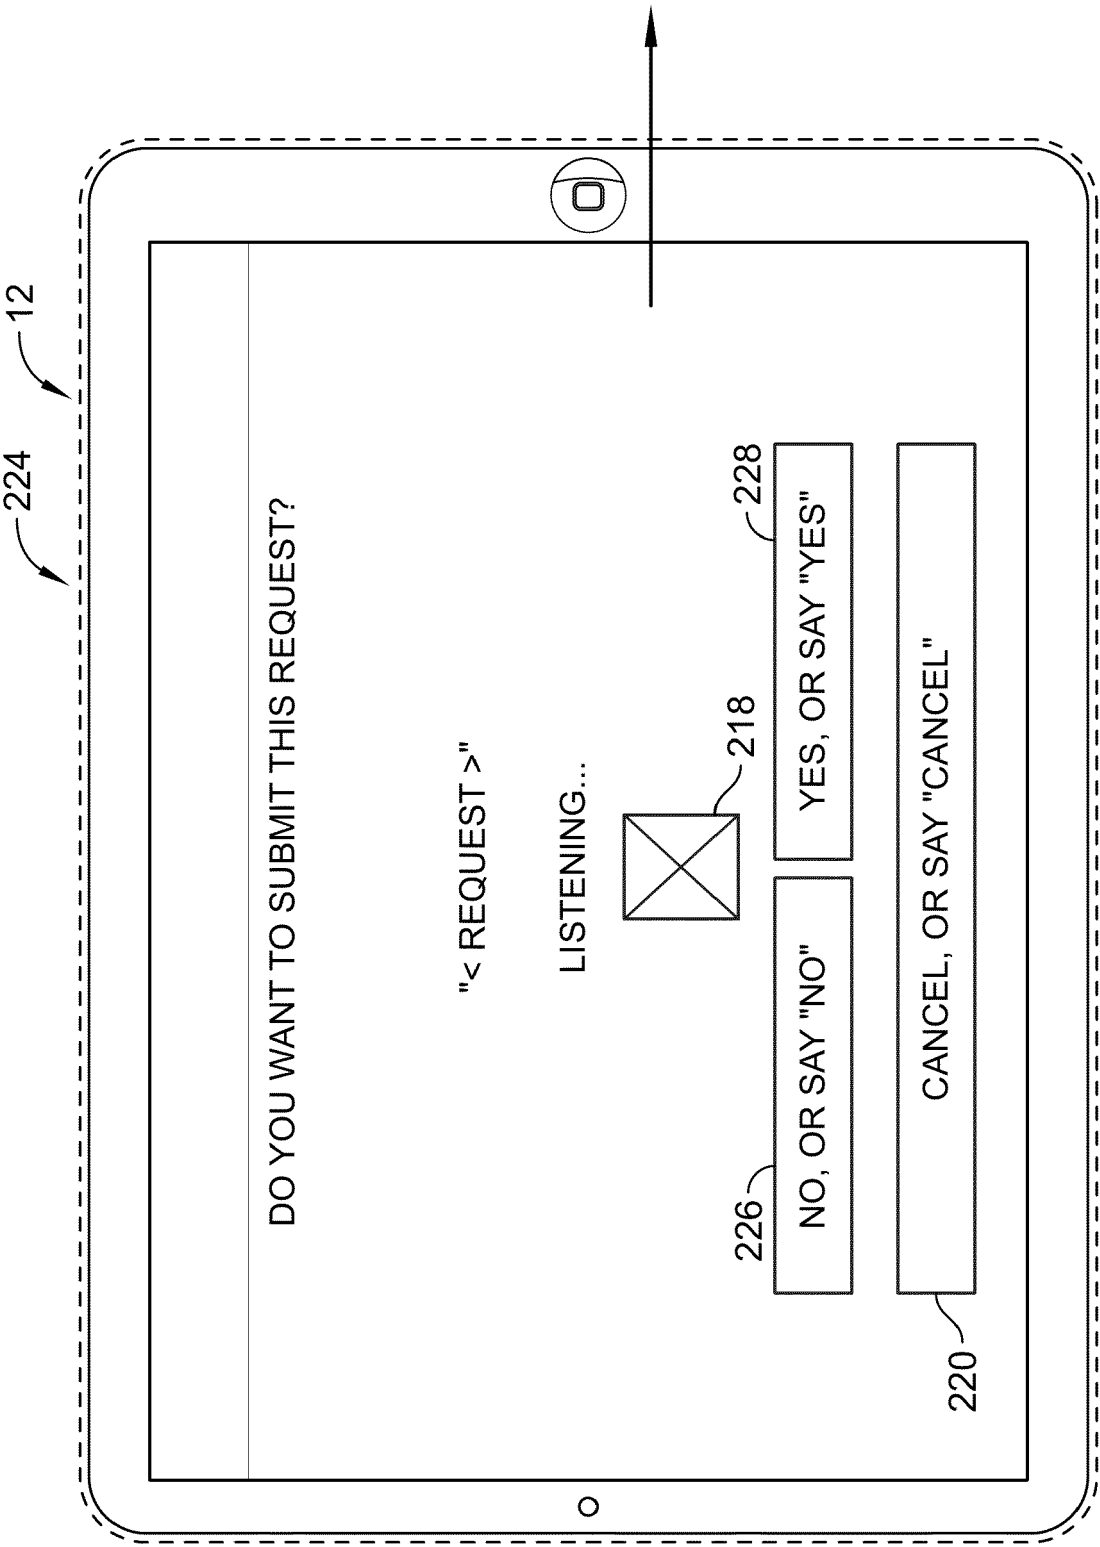 224
12
DO YOU WANT TO SUBMIT THIS REQUEST?
"< REQUEST >"
LISTENING...
218
226
228
NO, OR SAY "NO"
YES, OR SAY "YES"
CANCEL, OR SAY "CANCEL"
220